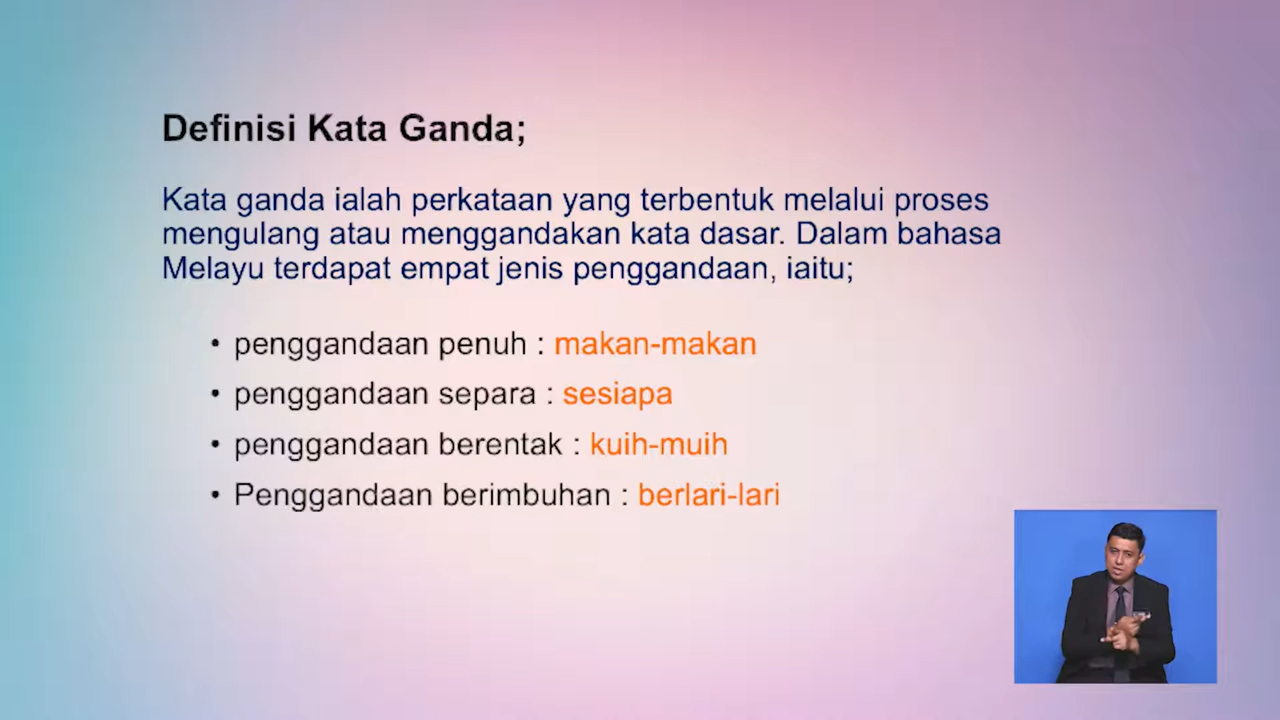 Definisi Kata Ganda;
Kata ganda ialah perkataan yang terbentuk melalui proses
mengulang atau menggandakan kata dasar. Dalam bahasa
Melayu terdapat empat jenis penggandaan, iaitu;
• penggandaan penuh : makan-makan
• penggandaan separa : sesiapa
• penggandaan berentak : kuih-muih
• Penggandaan berimbuhan : berlari-lari